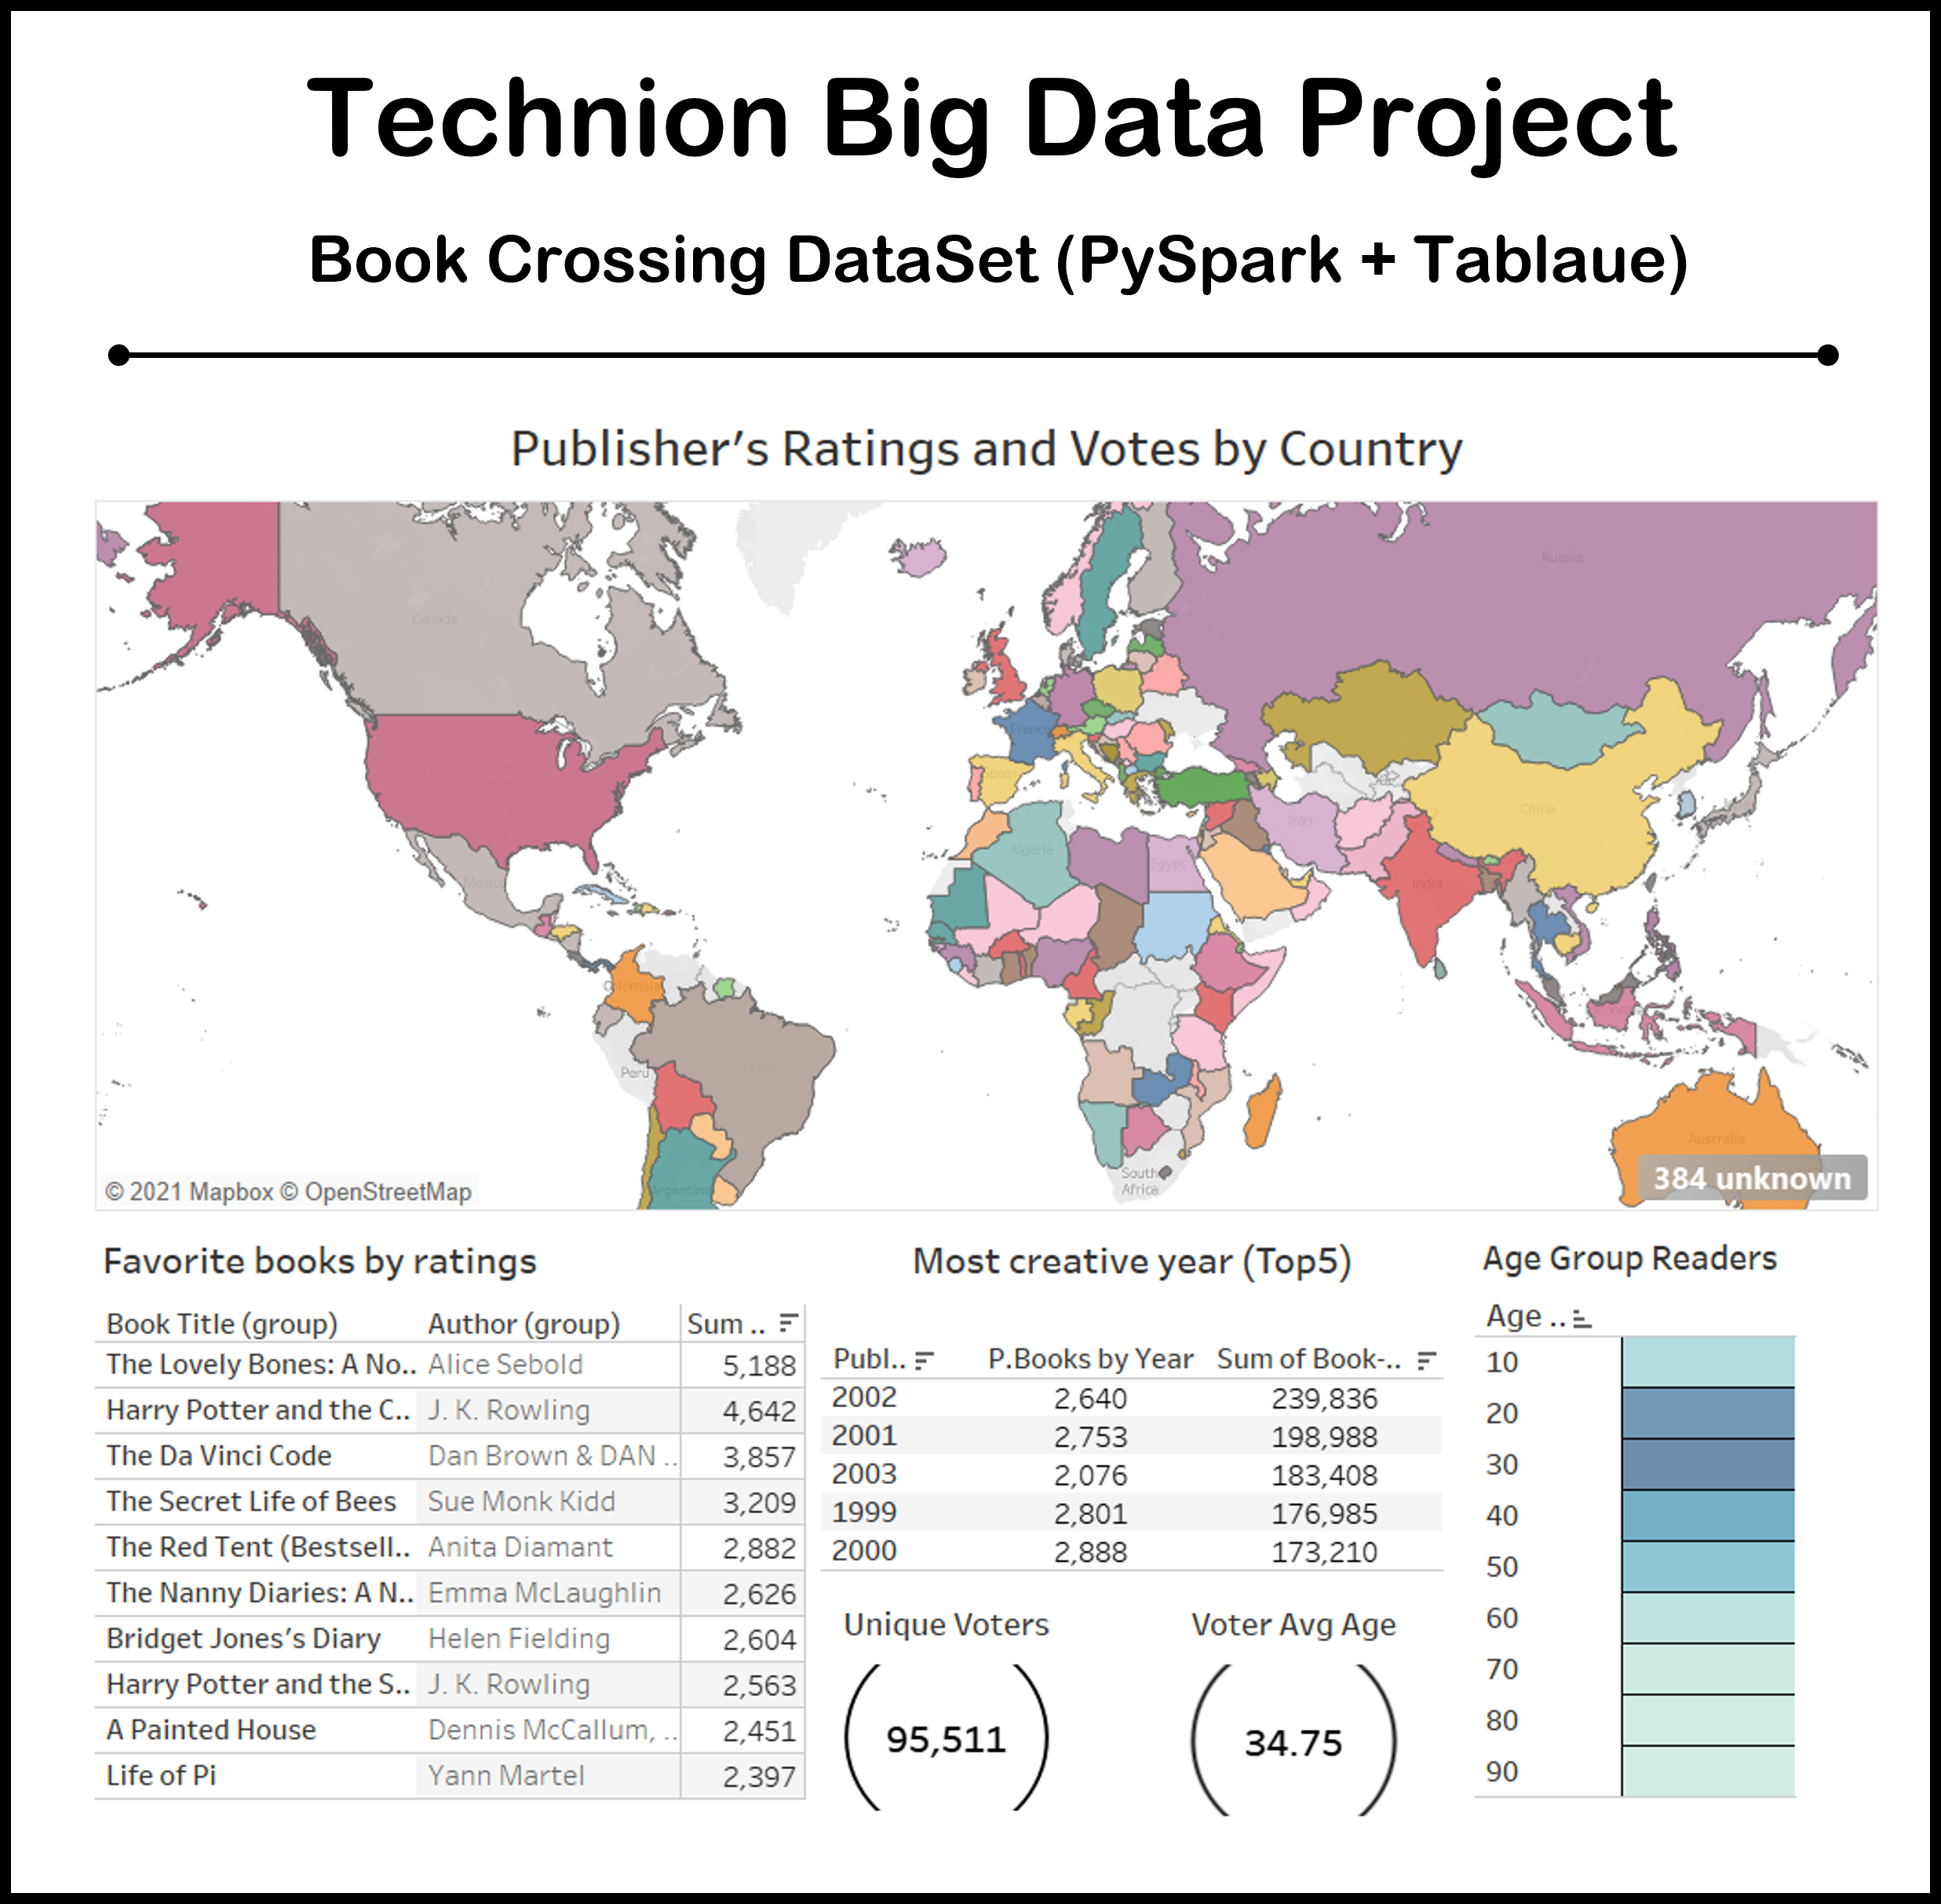 Technion Big Data Project
Book Crossing DataSet (PySpark + Tablaue)
Publisher's Ratings and Votes by Country
Russia
Canada
France
Spain
China
Iran
Algeria
Egypt
Mexico
India
Colombia
Peru
Australia
South
Africa
Argentina
© 2021 Mapbox © OpenStreetMap
384 unknown
Favorite books by ratings
Book Title (group) Author (group) Sum ..
The Lovely Bones: A No.. Alice Sebold 5,188
Harry Potter and the C.. J. K. Rowling 4,642
The Da Vinci Code Dan Brown & DAN .. 3,857
The Secret Life of Bees Sue Monk Kidd 3,209
The Red Tent (Bestsell.. Anita Diamant 2,882
The Nanny Diaries: A N.. Emma McLaughlin 2,626
Bridget Jones's Diary Helen Fielding 2,604
Harry Potter and the S.. J. K. Rowling 2,563
A Painted House Dennis McCallum, .. 2,451
Life of Pi Yann Martel 2,397
Most creative year (Top5)
Publ.. P.Books by Year Sum of Book-..
2002 2,640 239,836
2001 2,753 198,988
2003 2,076 183,408
1999 2,801 176,985
2000 2,888 173,210
Unique Voters
95,511
Voter Avg Age
34.75
Age Group Readers
Age ..
10
20
30
40
50
60
70
80
90